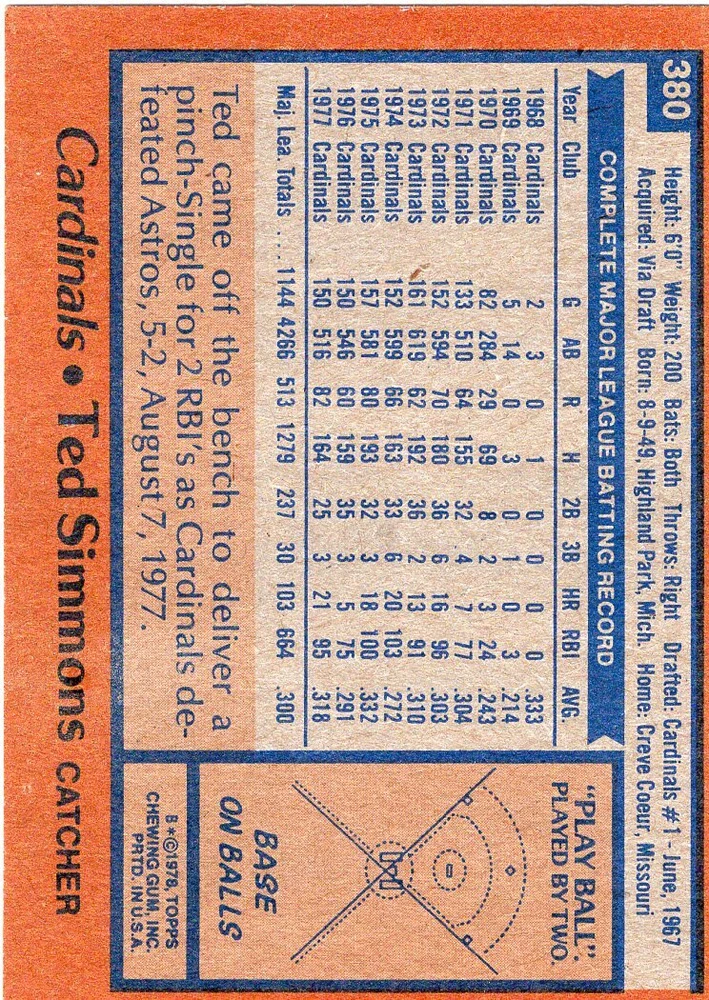 380
Height: 6'0" Weight: 200 Bats: Both Throws: Right Drafted: Cardinals #1 - June, 1967
Acquired: Via Draft Born: 8-9-49, Highland Park, Mich. Home: Creve Coeur, Missouri
COMPLETE MAJOR LEAGUE BATTING RECORD
Year Club G AB R H 2B 3B HR RBI AVG.
1968 Cardinals 2 3 0 1 0 0 0 0 .333
1969 Cardinals 5 14 0 3 0 1 0 3 .214
1970 Cardinals 82 284 29 69 8 2 3 24 .243
1971 Cardinals 133 510 64 155 32 4 7 77 .304
1972 Cardinals 152 594 70 180 36 6 16 96 .303
1973 Cardinals 161 619 62 192 36 2 13 91 .310
1974 Cardinals 152 599 66 163 33 6 20 103 .272
1975 Cardinals 157 581 80 193 32 3 18 100 .332
1976 Cardinals 150 546 60 159 35 3 5 75 .291
1977 Cardinals 150 516 82 164 25 3 21 95 .318
Maj. Lea. Totals ... 1144 4266 513 1279 237 30 103 664 .300
Ted came off the bench to deliver a
pinch-Single for 2 RBI's as Cardinals de-
feated Astros, 5-2, August 7, 1977.
"PLAY BALL".
PLAYED BY TWO.
BASE
ON BALLS
B*©1978, TOPPS
CHEWING GUM, INC.
PRTD. IN U.S.A.
Cardinals • Ted Simmons CATCHER